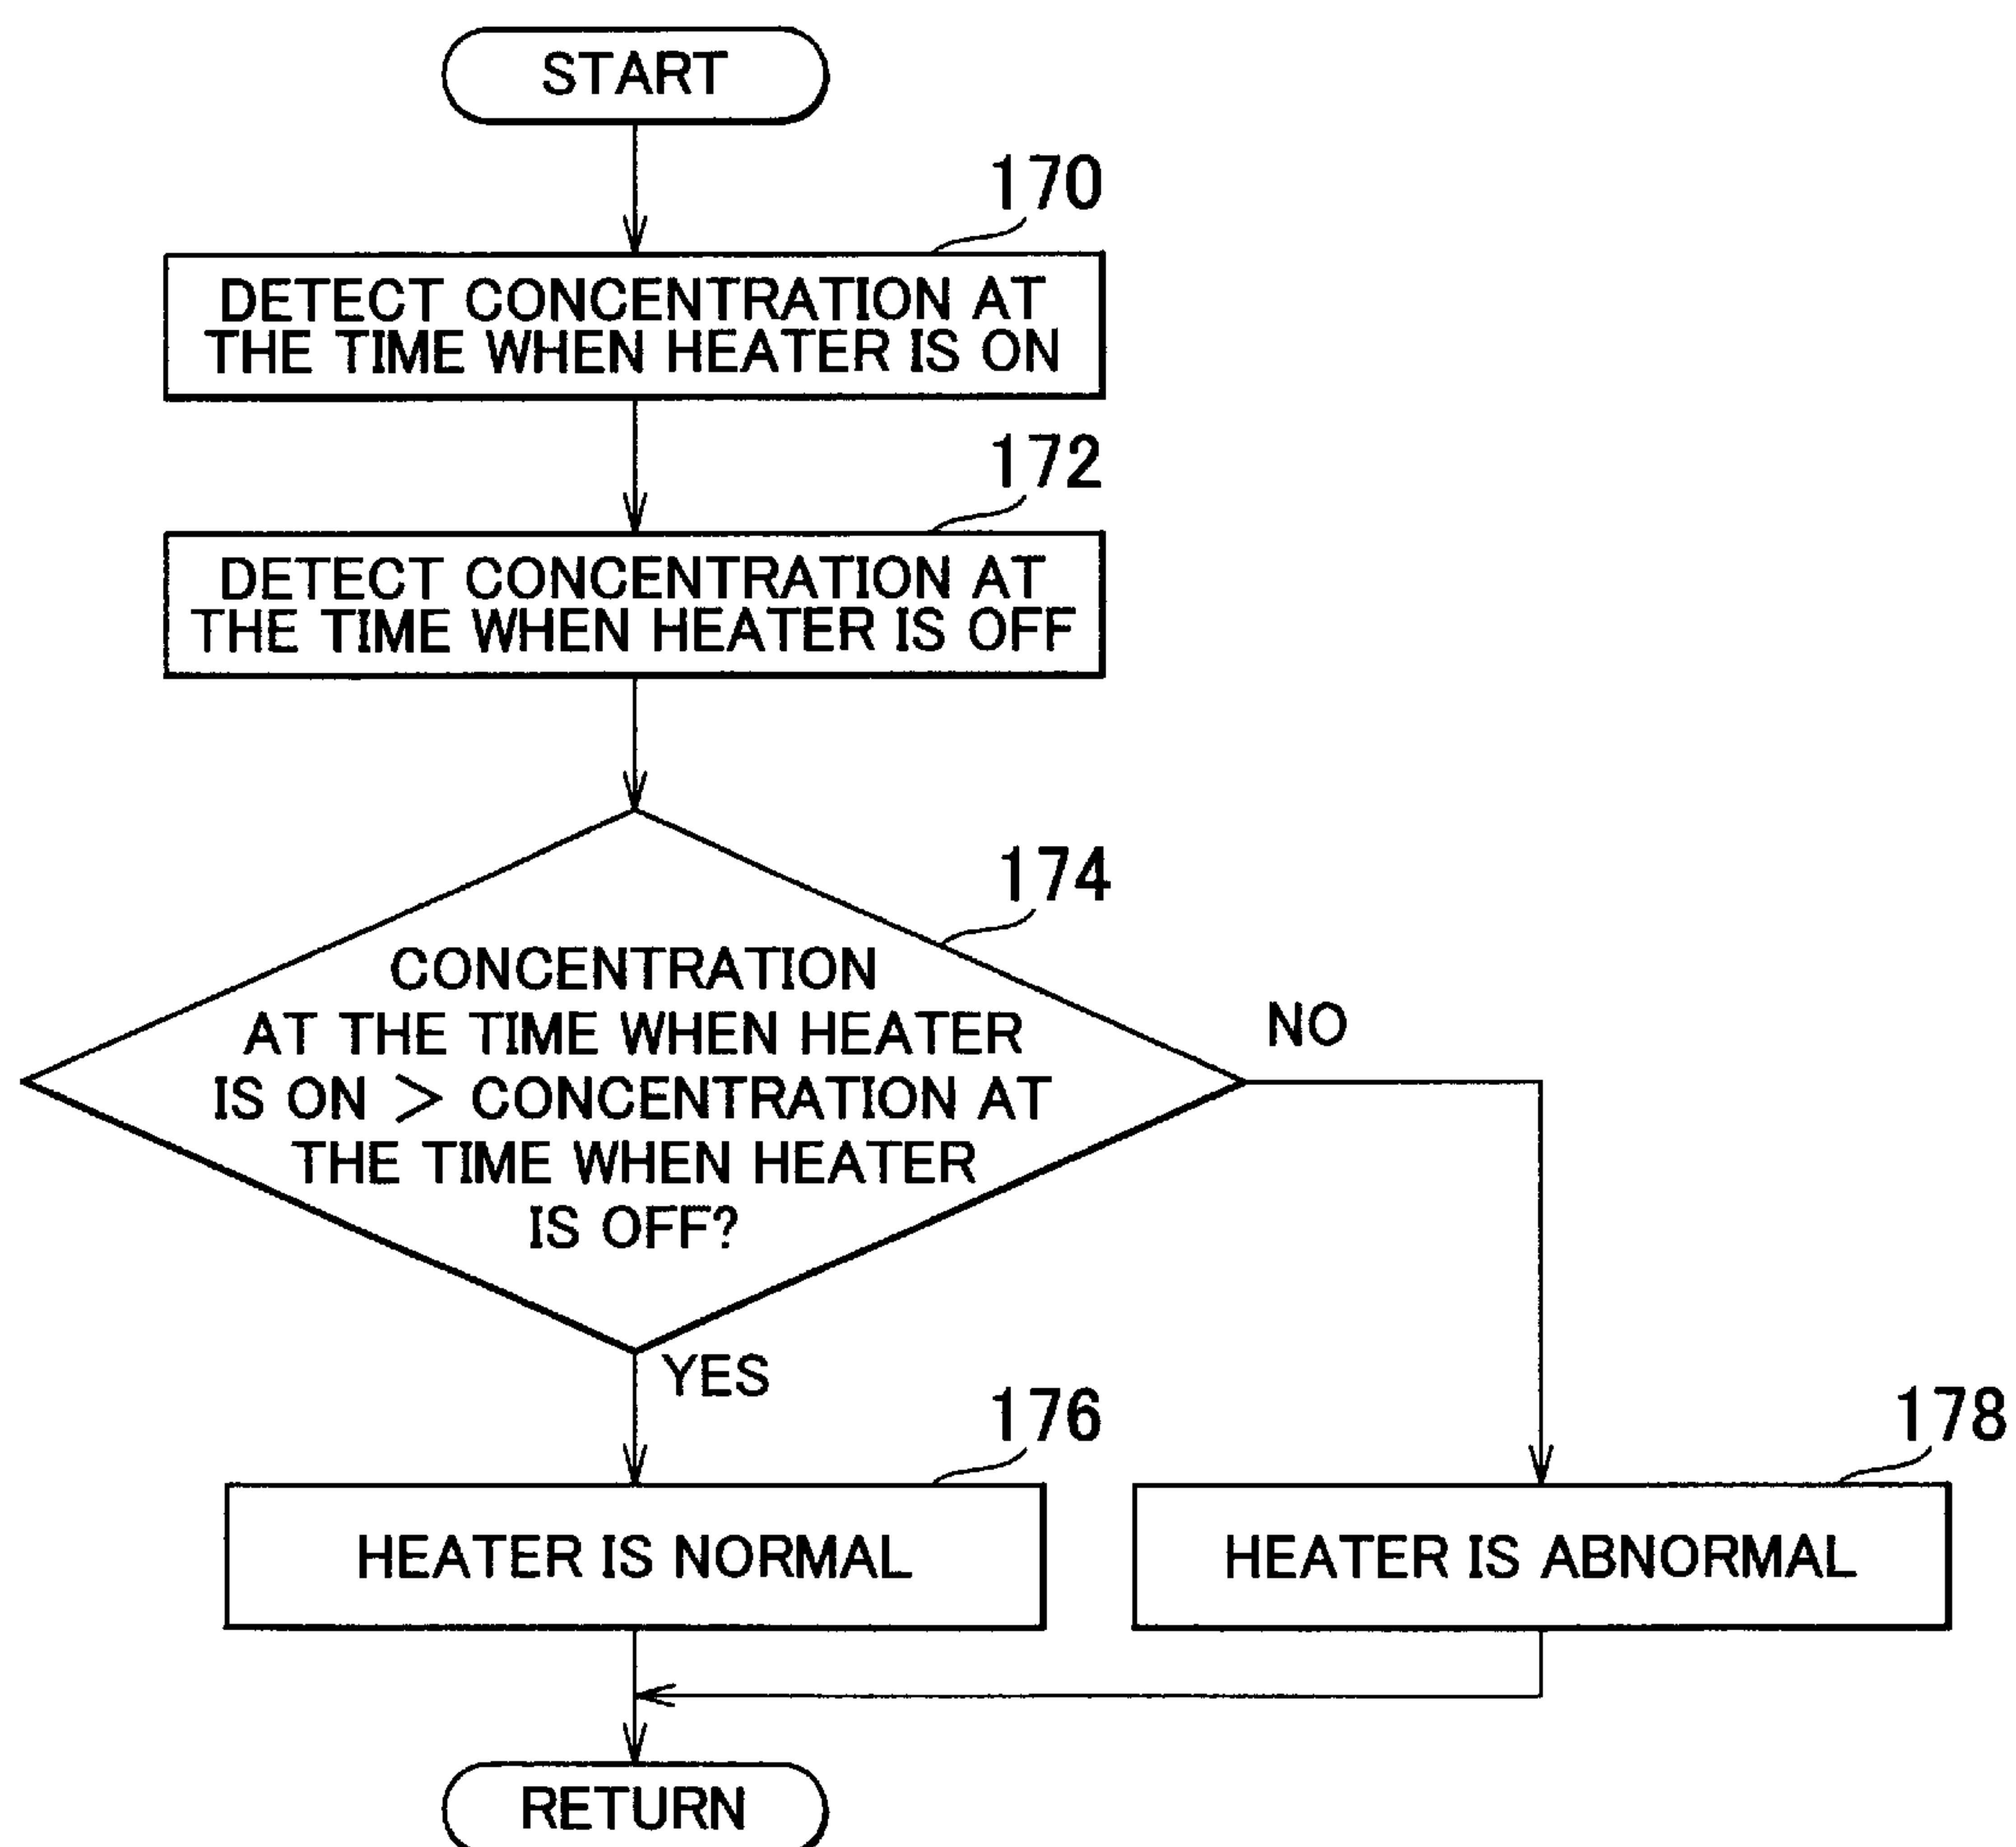 START
170
DETECT CONCENTRATION AT
THE TIME WHEN HEATER IS ON
172
DETECT CONCENTRATION AT
THE TIME WHEN HEATER IS OFF
174
CONCENTRATION
AT THE TIME WHEN HEATER
IS ON > CONCENTRATION AT
THE TIME WHEN HEATER
IS OFF?
NO
YES
176
HEATER IS NORMAL
178
HEATER IS ABNORMAL
RETURN